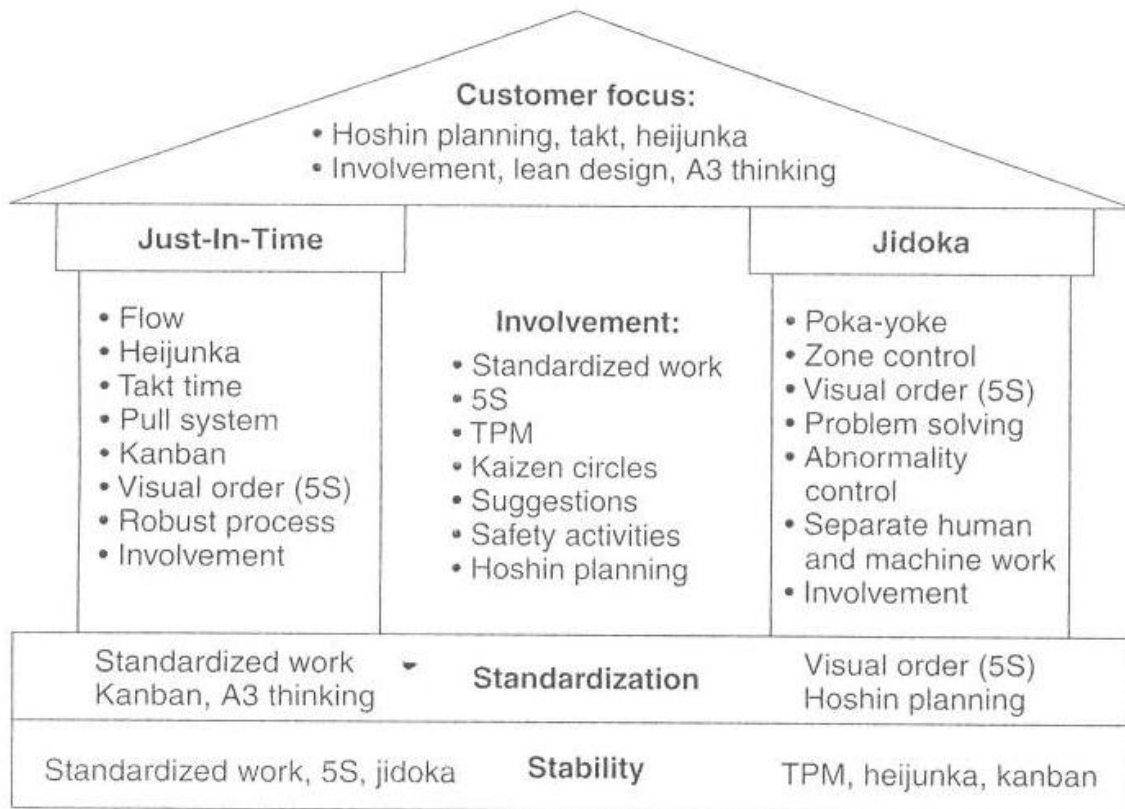 Customer focus:
• Hoshin planning, takt, heijunka
• Involvement, lean design, A3 thinking
Just-In-Time
• Flow
• Heijunka
• Takt time
• Pull system
• Kanban
• Visual order (5S)
• Robust process
• Involvement
Involvement:
• Standardized work
• 5S
• TPM
• Kaizen circles
• Suggestions
• Safety activities
• Hoshin planning
Jidoka
• Poka-yoke
• Zone control
• Visual order (5S)
• Problem solving
• Abnormality
control
• Separate human
and machine work
• Involvement
Standardized work
Kanban, A3 thinking
Standardization
Visual order (5S)
Hoshin planning
Standardized work, 5S, jidoka
Stability
TPM, heijunka, kanban